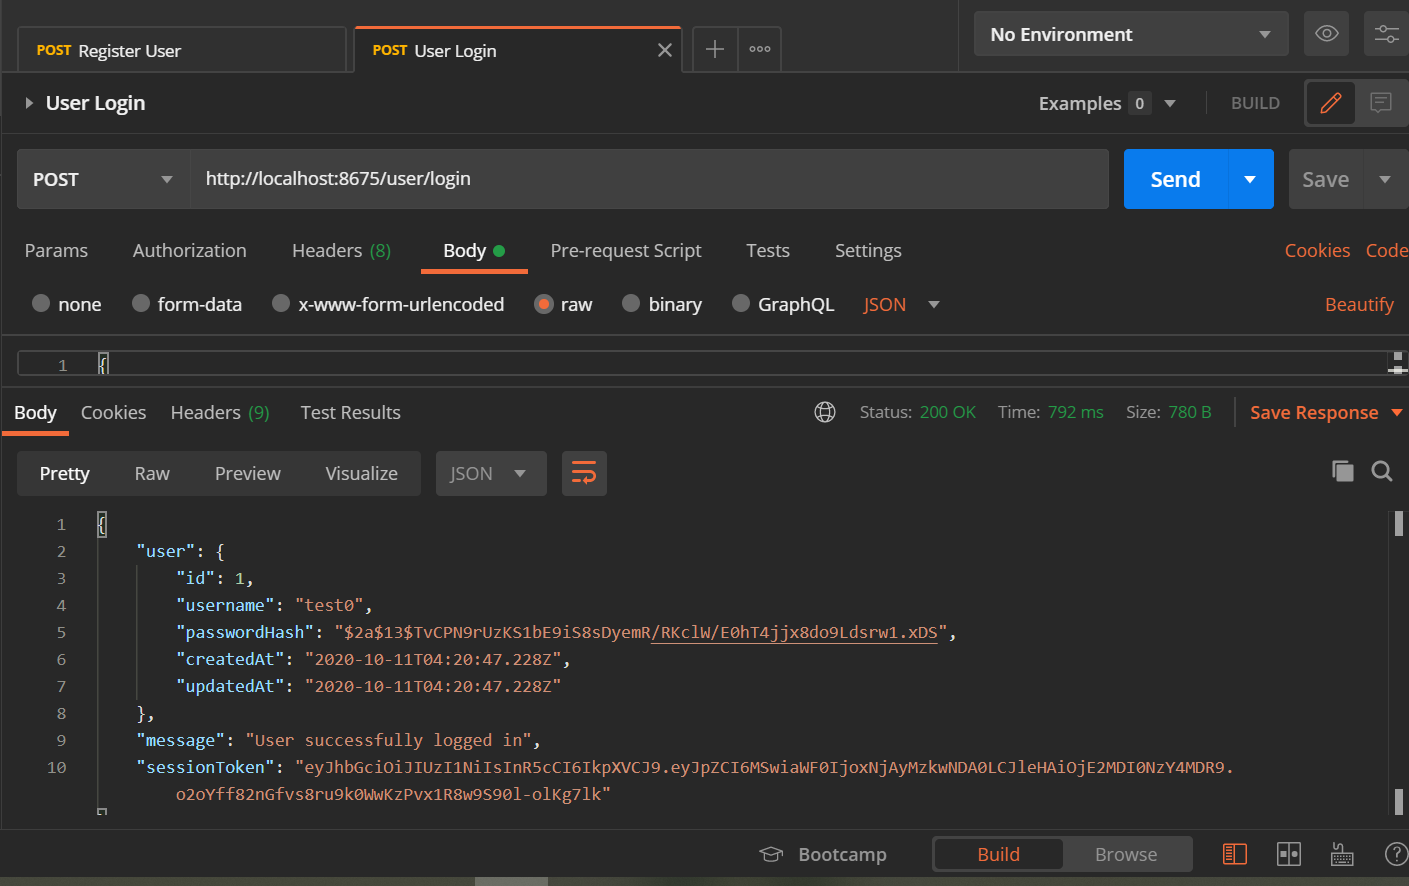 POST Register User
POST User Login
No Environment
User Login
Examples 0
BUILD
POST
http://localhost:8675/user/login
Send
Save
Params Authorization Headers (8) Body Pre-request Script Tests Settings Cookies Code
none form-data x-www-form-urlencoded raw binary GraphQL JSON Beautify
1 {
Body Cookies Headers (9) Test Results Status: 200 OK Time: 792 ms Size: 780 B Save Response
Pretty Raw Preview Visualize JSON
1 {
2 "user": {
3 "id": 1,
4 "username": "test0",
5 "passwordHash": "$2a$13$TvCPN9rUzKS1bE9iS8sDyemR/RKclW/E0hT4jjx8do9Ldsrw1.xDS",
6 "createdAt": "2020-10-11T04:20:47.228Z",
7 "updatedAt": "2020-10-11T04:20:47.228Z"
8 },
9 "message": "User successfully logged in",
10 "sessionToken": "eyJhbGciOiJIUzI1NiIsInR5cCI6IkpXVCJ9.eyJpZCI6MSwiaWF0IjoxNjAyMzkwNDA0LCJleHAiOjE2MDI0NzY4MDR9.
o2oYff82nGfvs8ru9k0WwKzPvx1R8w9S90l-olKg7lk"
Bootcamp Build Browse